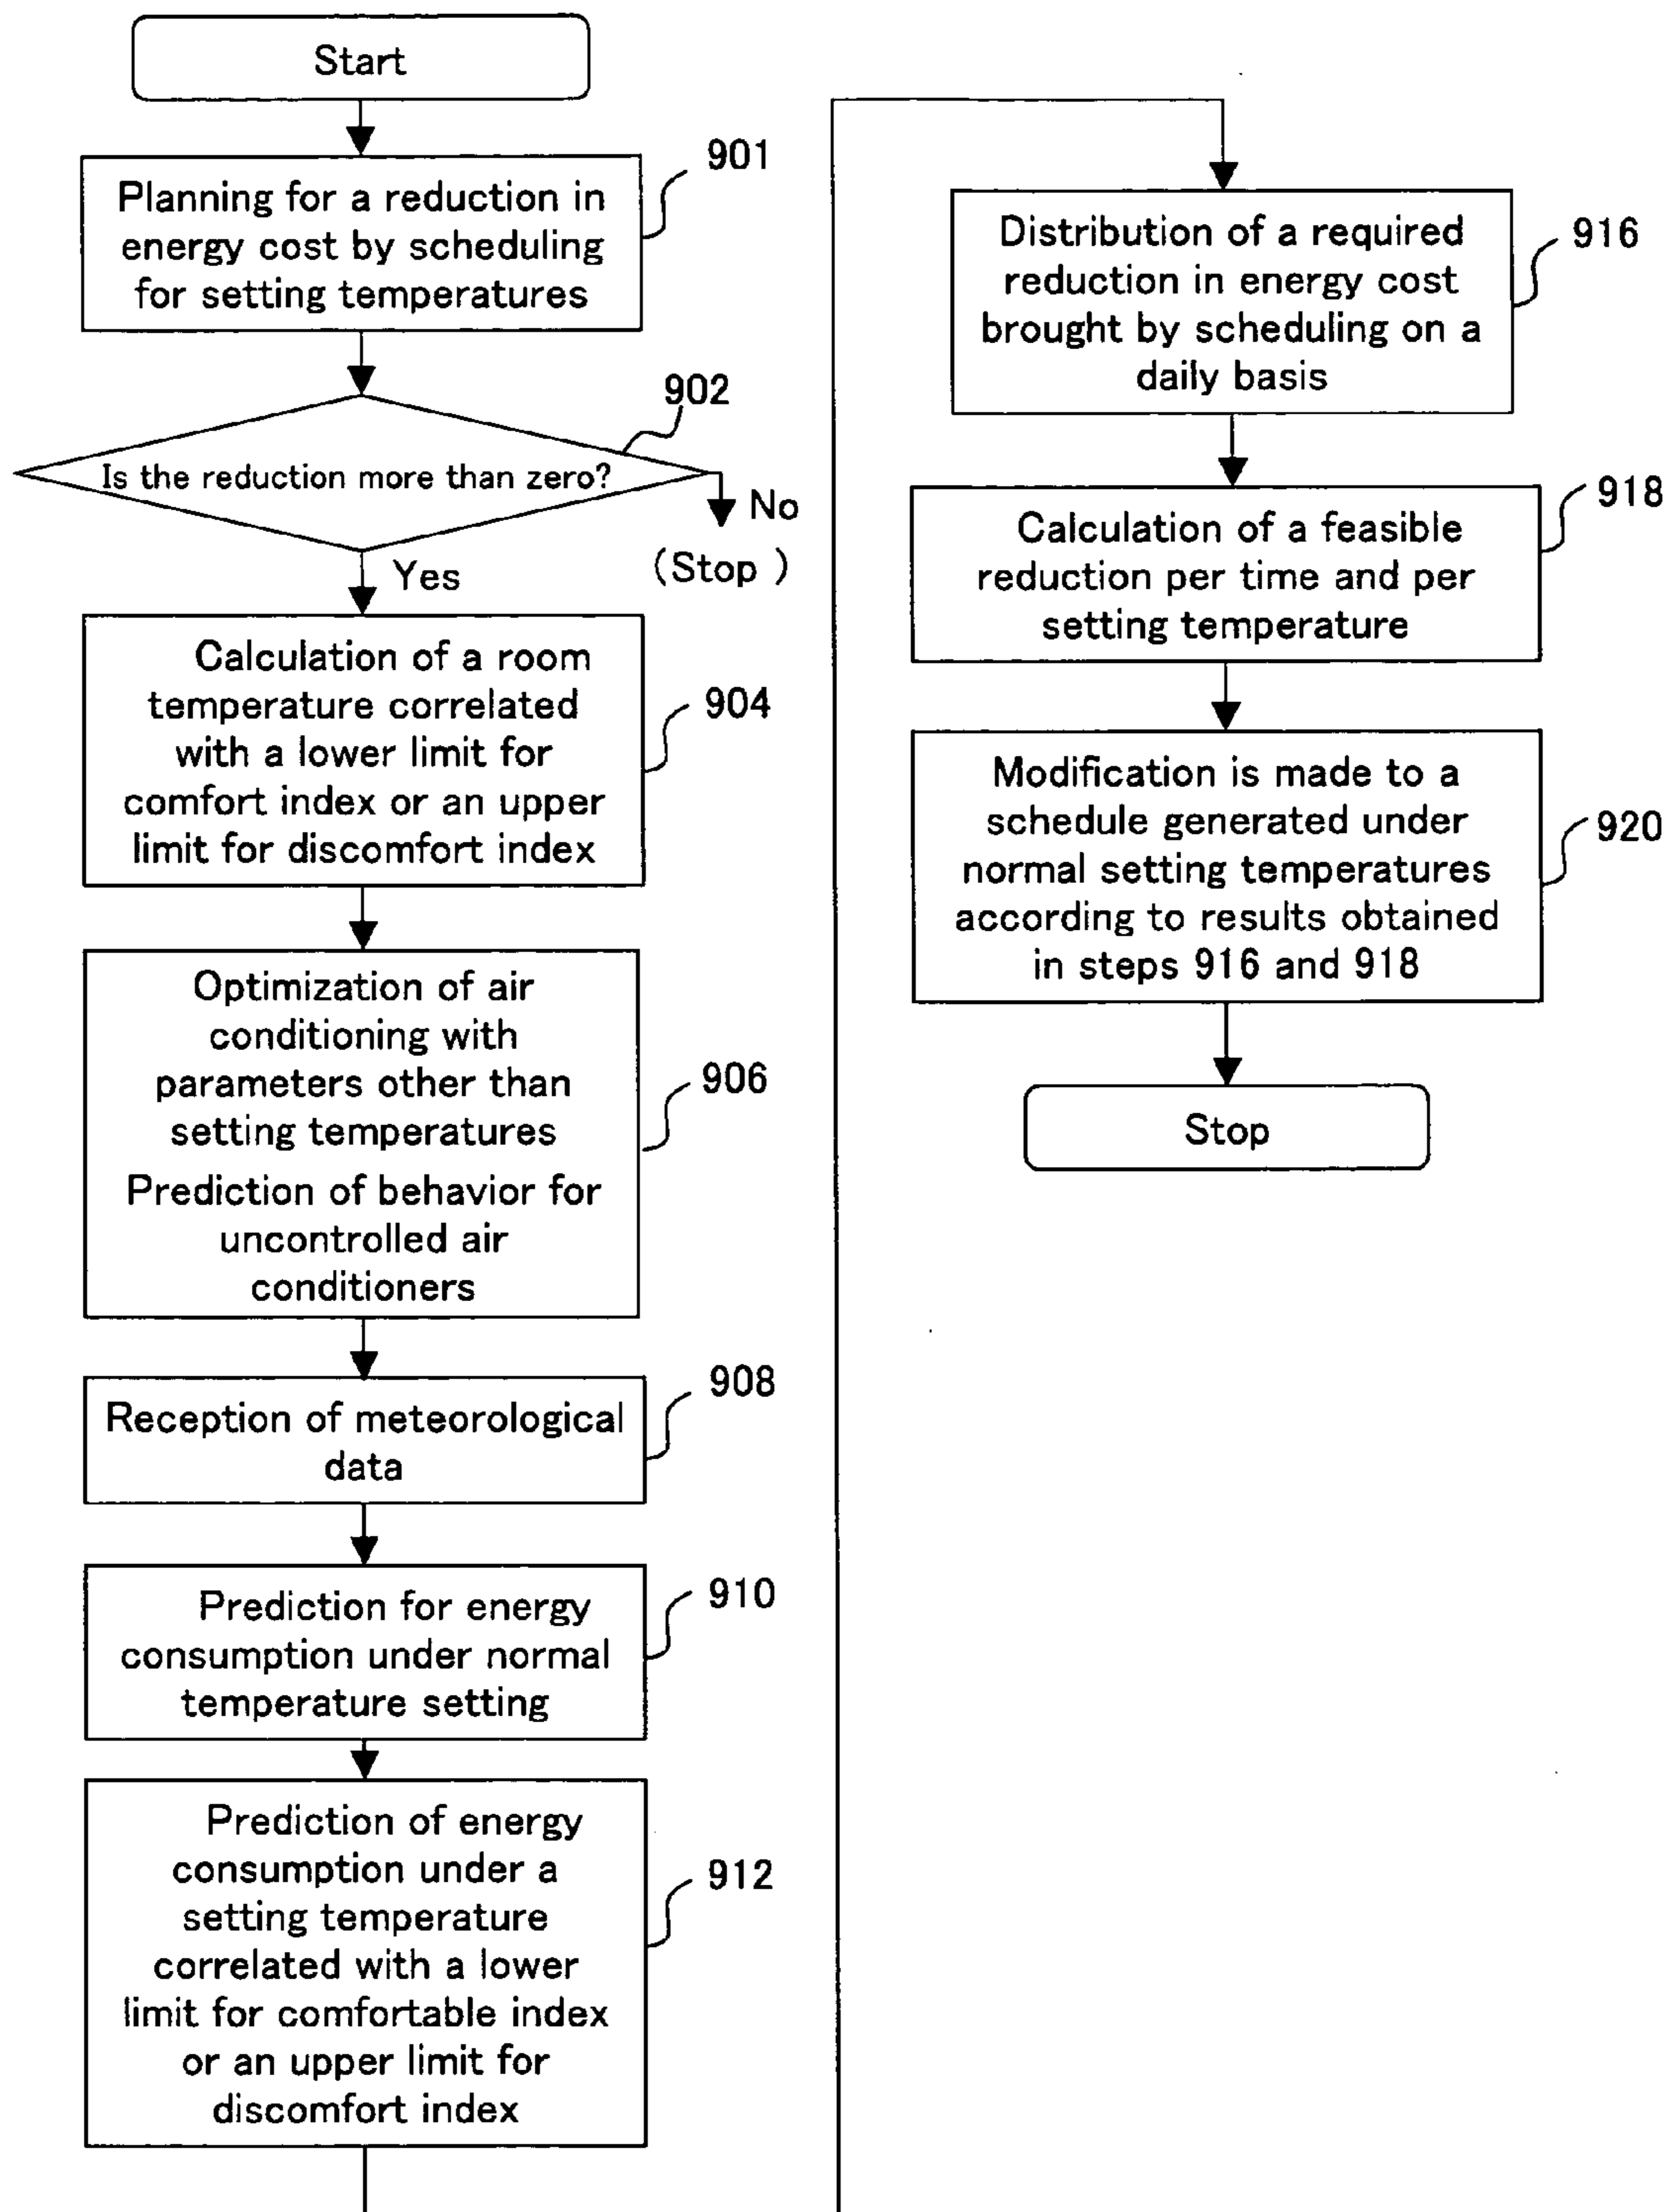 Start
901
Planning for a reduction in
energy cost by scheduling
for setting temperatures
902
Is the reduction more than zero?
No
(Stop )
Yes
Calculation of a room
temperature correlated
with a lower limit for
comfort index or an upper
limit for discomfort index
904
Optimization of air
conditioning with
parameters other than
setting temperatures
Prediction of behavior for
uncontrolled air
conditioners
906
Reception of meteorological
data
908
Prediction for energy
consumption under normal
temperature setting
910
Prediction of energy
consumption under a
setting temperature
correlated with a lower
limit for comfortable index
or an upper limit for
discomfort index
912
Distribution of a required
reduction in energy cost
brought by scheduling on a
daily basis
916
Calculation of a feasible
reduction per time and per
setting temperature
918
Modification is made to a
schedule generated under
normal setting temperatures
according to results obtained
in steps 916 and 918
920
Stop